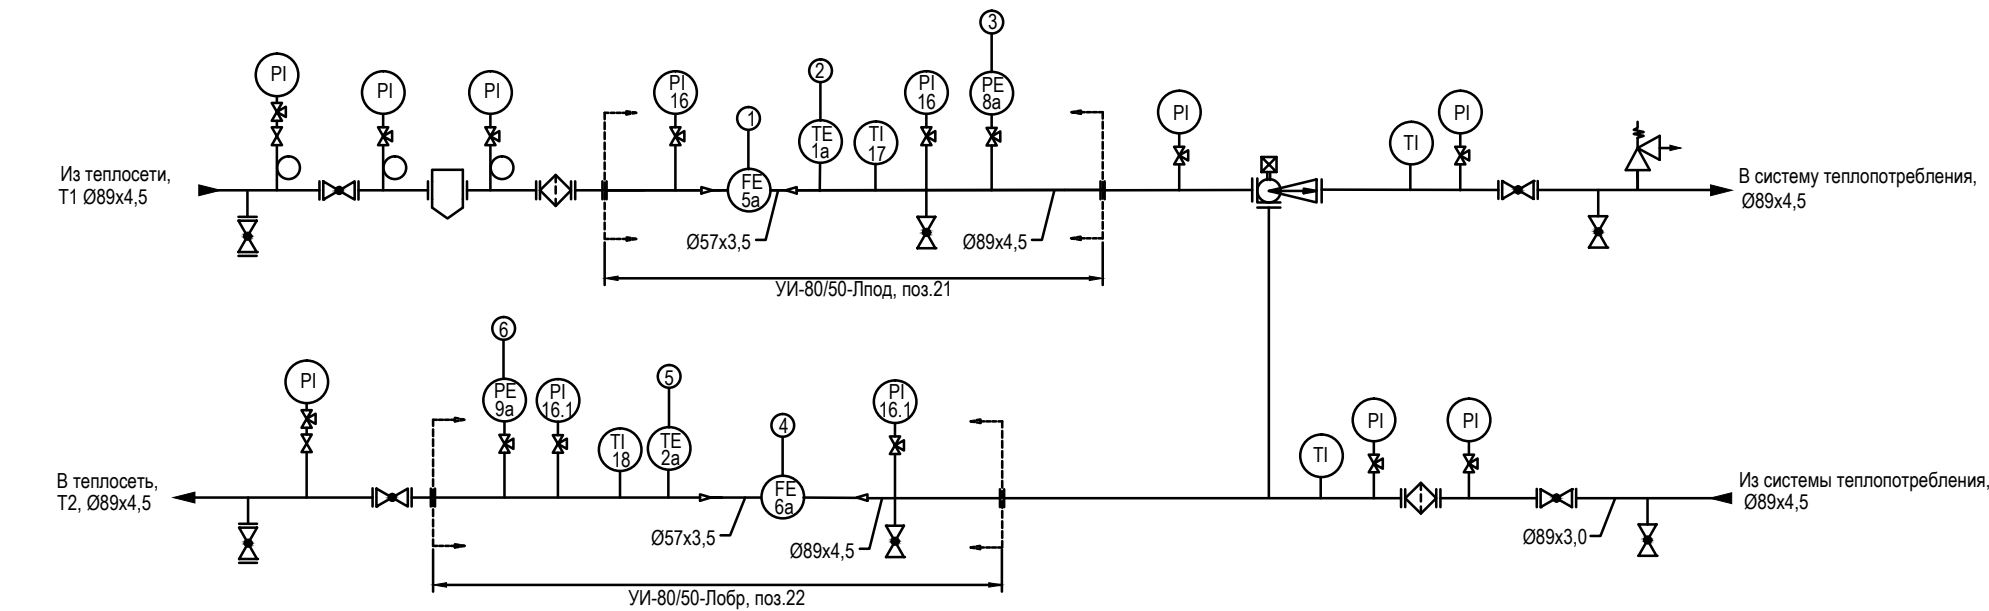 3
2
1
PI
PI
PI
PI
16
FE
5a
TE
1a
TI
17
PI
16
PE
8a
PI
TI
PI
Из теплосети,
Т1 Ø89x4,5
В систему теплопотребления,
Ø89x4,5
Ø57x3,5
Ø89x4,5
УИ-80/50-Лпод, поз.21
6
5
4
PI
PE
9a
PI
16.1
TI
18
TE
2a
FE
6a
PI
16.1
TI
PI
PI
В теплосеть,
Т2, Ø89x4,5
Из системы теплопотребления,
Ø89x4,5
Ø57x3,5
Ø89x4,5
Ø89x3,0
УИ-80/50-Лобр, поз.22